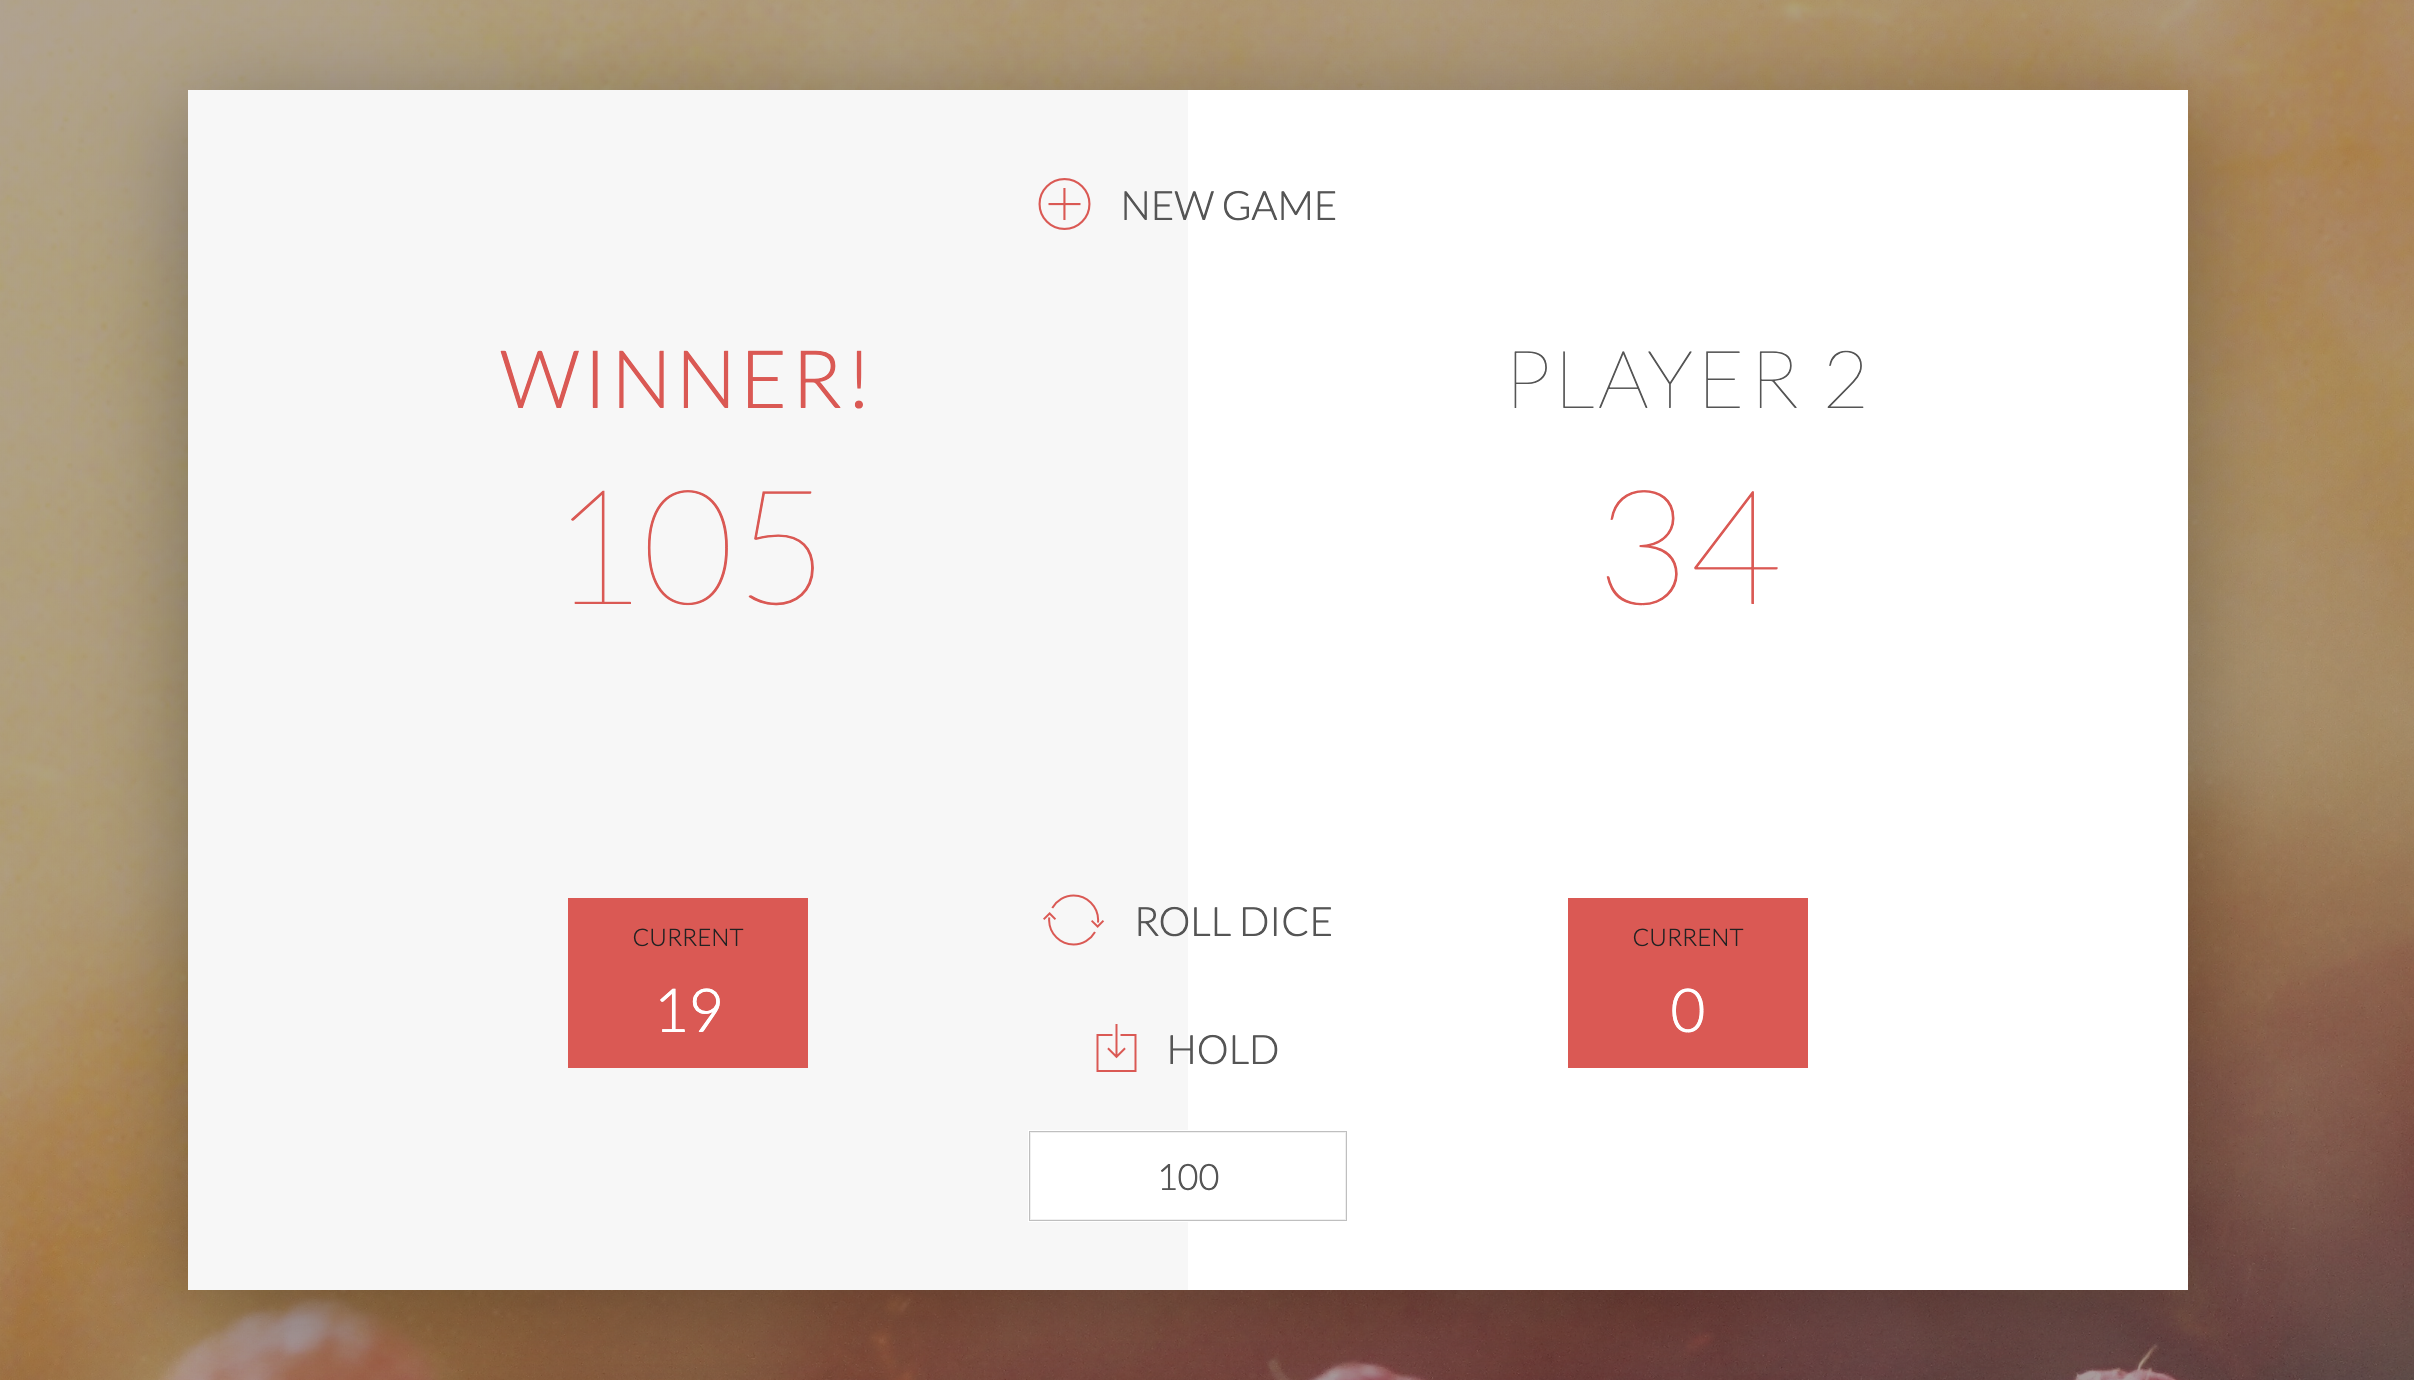 NEW GAME
WINNER!
105
PLAYER 2
34
CURRENT
19
ROLL DICE
HOLD
100
CURRENT
0